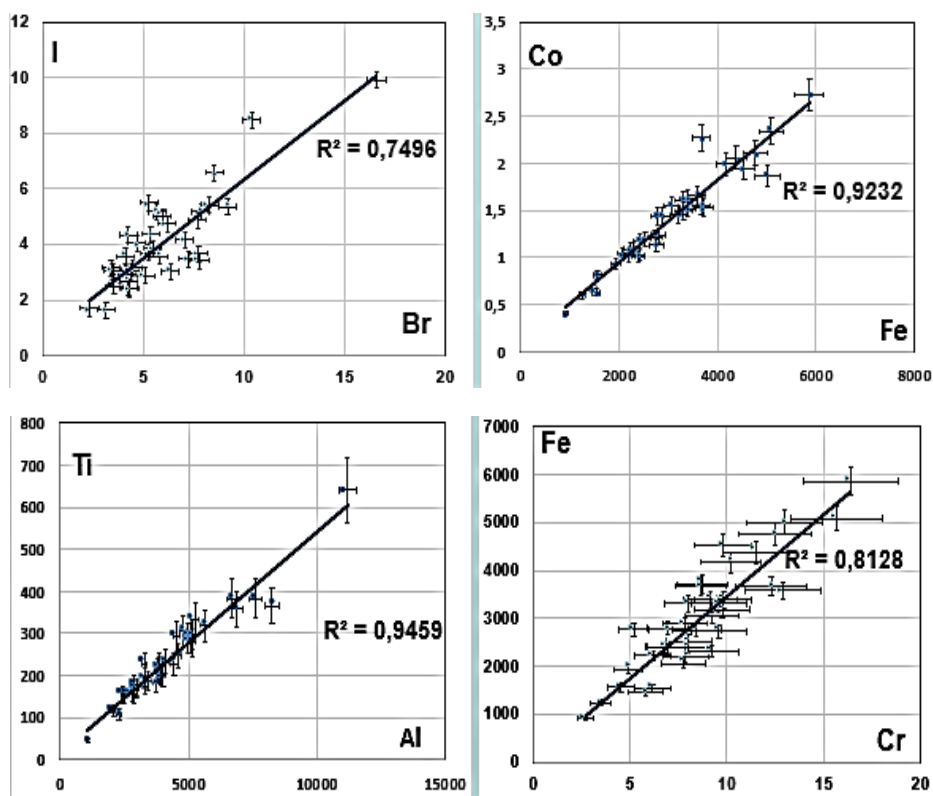 12
10
8
6
4
2
0
I
R² = 0,7496
Br
0 5 10 15 20
3,5
3
2,5
2
1,5
1
0,5
0
Co
R² = 0,9232
Fe
0 2000 4000 6000 8000
800
700
600
500
400
300
200
100
0
Ti
R² = 0,9459
Al
0 5000 10000 15000
7000
6000
5000
4000
3000
2000
1000
0
Fe
R² = 0,8128
Cr
0 5 10 15 20